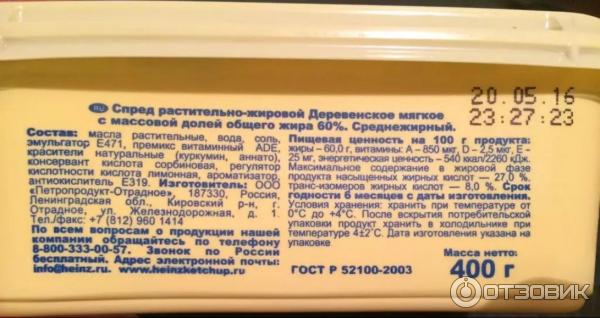 20.05.16
23:27:23
RU Спред растительно-жировой Деревенское мягкое
с массовой долей общего жира 60%. Среднежирный.
Состав: масла растительные, вода, соль,
эмульгатор Е471, премикс витаминный ADE,
красители натуральные (куркумин, аннато),
консервант кислота сорбиновая, регулятор
кислотности кислота лимонная, ароматизатор,
антиокислитель Е319. Изготовитель: ООО
«Петропродукт-Отрадное», 187330, Россия,
Ленинградская обл., Кировский р-н, г.
Отрадное, ул. Железнодорожная, д. 1.
Тел./факс: +7 (812) 960 1414
По всем вопросам о продукции нашей
компании обращайтесь по телефону
8-800-333-00-57. Звонок по России
бесплатный. Адрес электронной почты:
info@heinz.ru. www.heinzketchup.ru
Пищевая ценность на 100 г продукта:
жиры – 60,0 г, витамины: А – 850 мкг, D – 2,5 мкг, Е –
25 мг, энергетическая ценность – 540 ккал/2260 кДж.
Максимальное содержание в жировой фазе
продукта насыщенных жирных кислот — 27,0 %,
транс-изомеров жирных кислот — 8,0 %. Срок
годности 6 месяцев с даты изготовления.
Условия хранения: хранить при температуре от
0°С до +4°С. После вскрытия потребительской
упаковки продукт хранить в холодильнике при
температуре 4±2°С. Дата изготовления указана на
упаковке.
ГОСТ Р 52100-2003
Масса нетто:
400 г
ОТЗОВИК